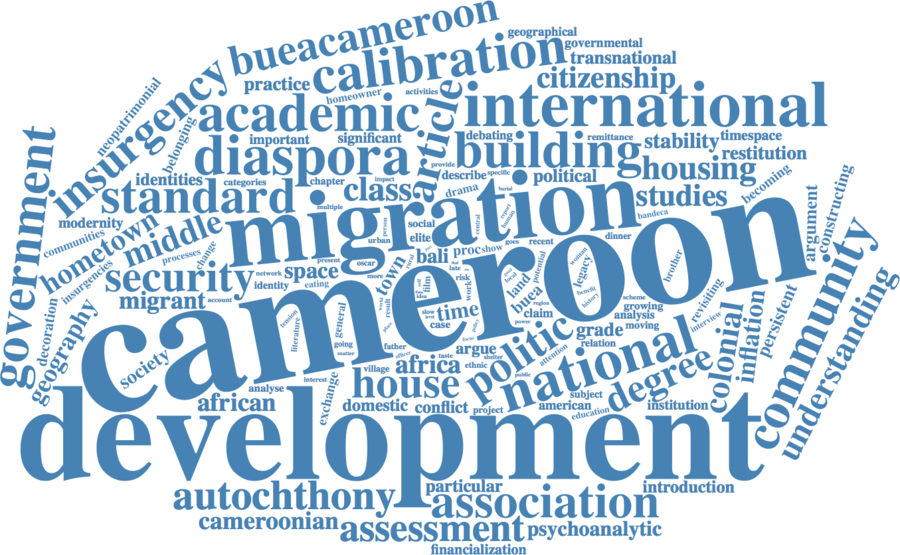 bueacameroon
geographical
governmental
calibration
transnational
citizenship
practice
homeowner
activities
neopatrimonial
insurgency
academic
article
international
belonging
important
significant
debating
remittance
stability
timespace
restitution
diaspora
building
government
identities
categories
chapter
impact
provide
describe
specific
political
housing
standard
class
drama
burial
studies
becoming
constructing
modernity
multiple
migration
social
central
export
human
bandeca
argument
communities
hometown
middle
processes
change
person
urban
elite
goes
recent
dinner
insurgencies
security
network
present
oscar
bali
proc
show
woman
brother
community
identity
space
eating
more
town
rural
film
idea
late
risk
work
land
local
potential
legacy
understanding
migrant
account
cameroon
result
slow
level
time
buea
region
benefit
history
scheme
growing
revisiting
persistent
decoration
geography
tension
literature
general
place
case
power
claim
analysis
moving
interview
colonial
inflation
society
going
matter
father
officer
taste
focus
argue
shelter
politic
grade
relation
attention
national
degree
village
africa
ethnic
public
analyse
interest
house
exchange
african
domestic
conflict
project
american
subject
education
institution
development
autochthony
particular
association
introduction
cameroonian
assessment
psychoanalytic
financialization